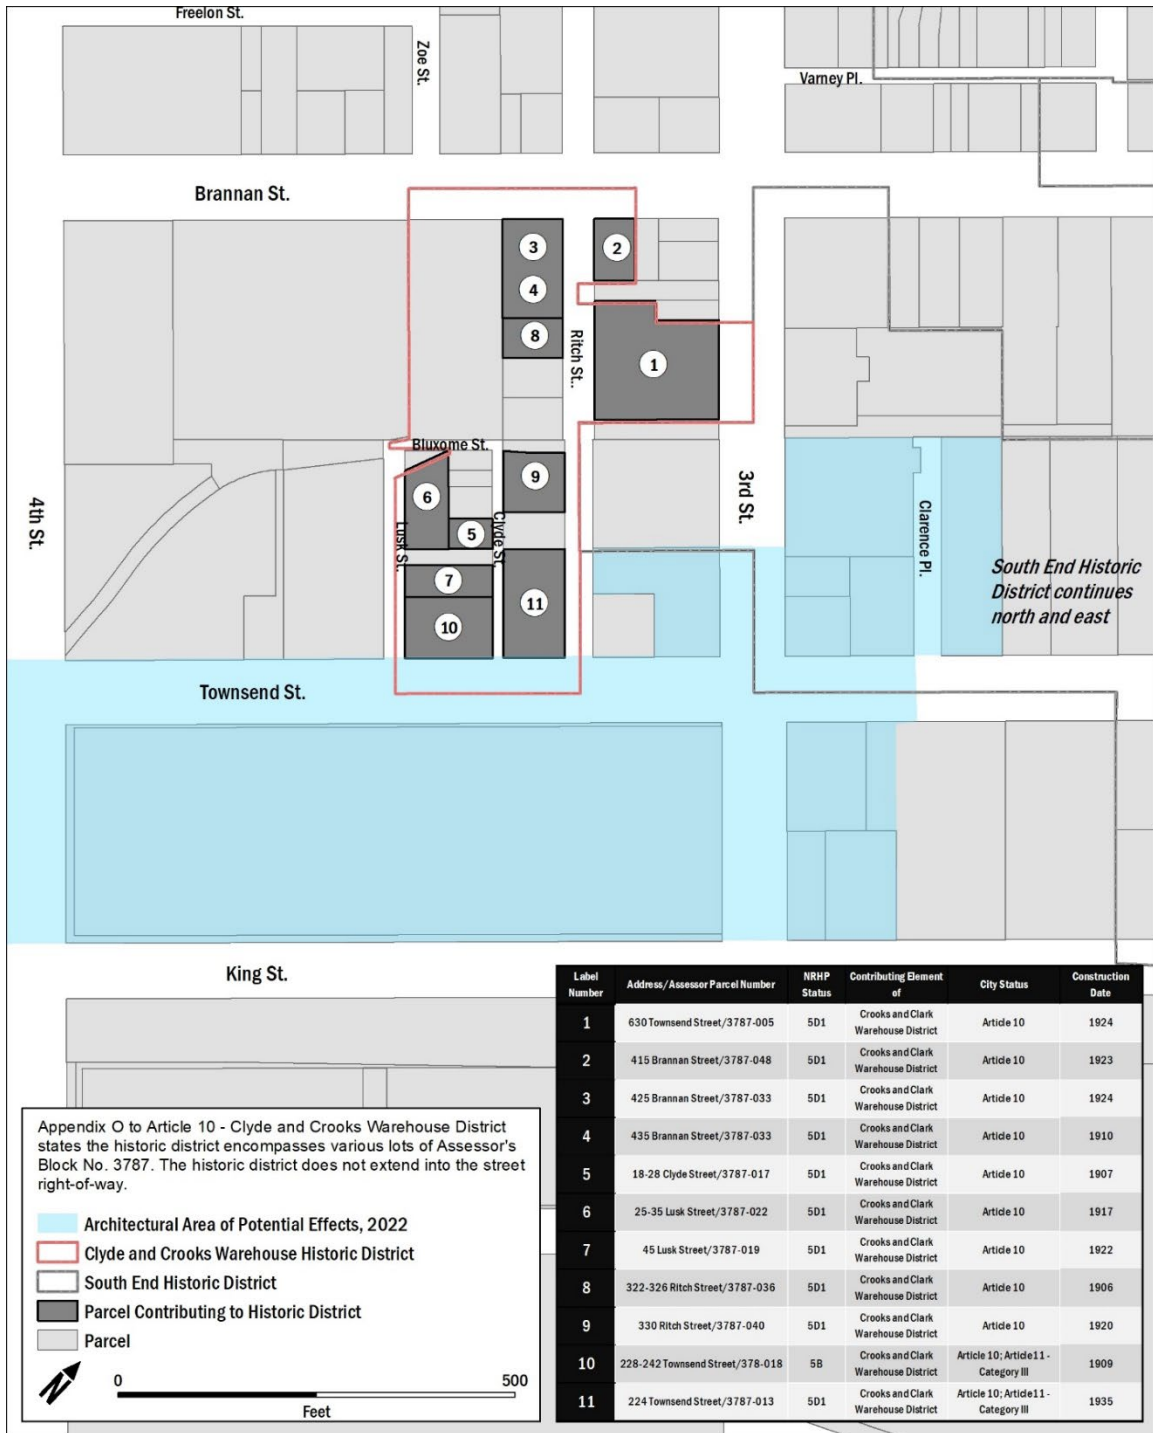 Freelon St.
Zoe St.
Varney Pl.
Brannan St.
3
2
4
8
Ritch St..
1
Bluxome St.
9
6
3rd St.
4th St.
5
Lusk St.
Clyde St.
Clarence Pl.
South End Historic
District continues
north and east
7
11
10
Townsend St.
King St.
Label Number Address/Assessor Parcel Number NRHP Status Contributing Element of City Status Construction Date
1 630 Townsend Street/3787-005 5D1 Crooks and Clark Warehouse District Article 10 1924
2 415 Brannan Street/3787-048 5D1 Crooks and Clark Warehouse District Article 10 1923
3 425 Brannan Street/3787-033 5D1 Crooks and Clark Warehouse District Article 10 1924
4 435 Brannan Street/3787-033 5D1 Crooks and Clark Warehouse District Article 10 1910
5 18-28 Clyde Street/3787-017 5D1 Crooks and Clark Warehouse District Article 10 1907
6 25-35 Lusk Street/3787-022 5D1 Crooks and Clark Warehouse District Article 10 1917
7 45 Lusk Street/3787-019 5D1 Crooks and Clark Warehouse District Article 10 1922
8 322-326 Ritch Street/3787-036 5D1 Crooks and Clark Warehouse District Article 10 1906
9 330 Ritch Street/3787-040 5D1 Crooks and Clark Warehouse District Article 10 1920
10 228-242 Townsend Street/378-018 5B Crooks and Clark Warehouse District Article 10; Article 11 - Category III 1909
11 224 Townsend Street/3787-013 5D1 Crooks and Clark Warehouse District Article 10; Article 11 - Category III 1935
Appendix O to Article 10 - Clyde and Crooks Warehouse District
states the historic district encompasses various lots of Assessor's
Block No. 3787. The historic district does not extend into the street
right-of-way.
Architectural Area of Potential Effects, 2022
Clyde and Crooks Warehouse Historic District
South End Historic District
Parcel Contributing to Historic District
Parcel
N
0 500
Feet